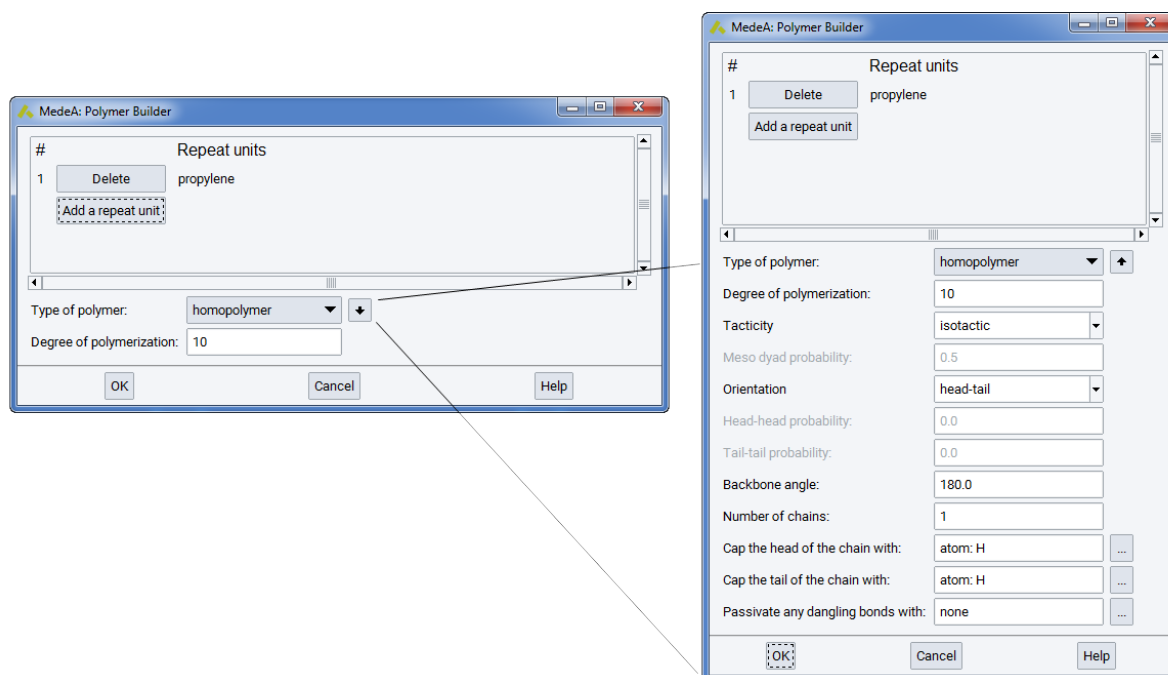 MedeA: Polymer Builder
# Repeat units
1 Delete propylene
Add a repeat unit
Type of polymer: homopolymer
Degree of polymerization: 10
OK Cancel Help
MedeA: Polymer Builder
# Repeat units
1 Delete propylene
Add a repeat unit
Type of polymer: homopolymer
Degree of polymerization: 10
Tacticity isotactic
Meso dyad probability: 0.5
Orientation head-tail
Head-head probability: 0.0
Tail-tail probability: 0.0
Backbone angle: 180.0
Number of chains: 1
Cap the head of the chain with: atom: H ...
Cap the tail of the chain with: atom: H ...
Passivate any dangling bonds with: none ...
OK Cancel Help